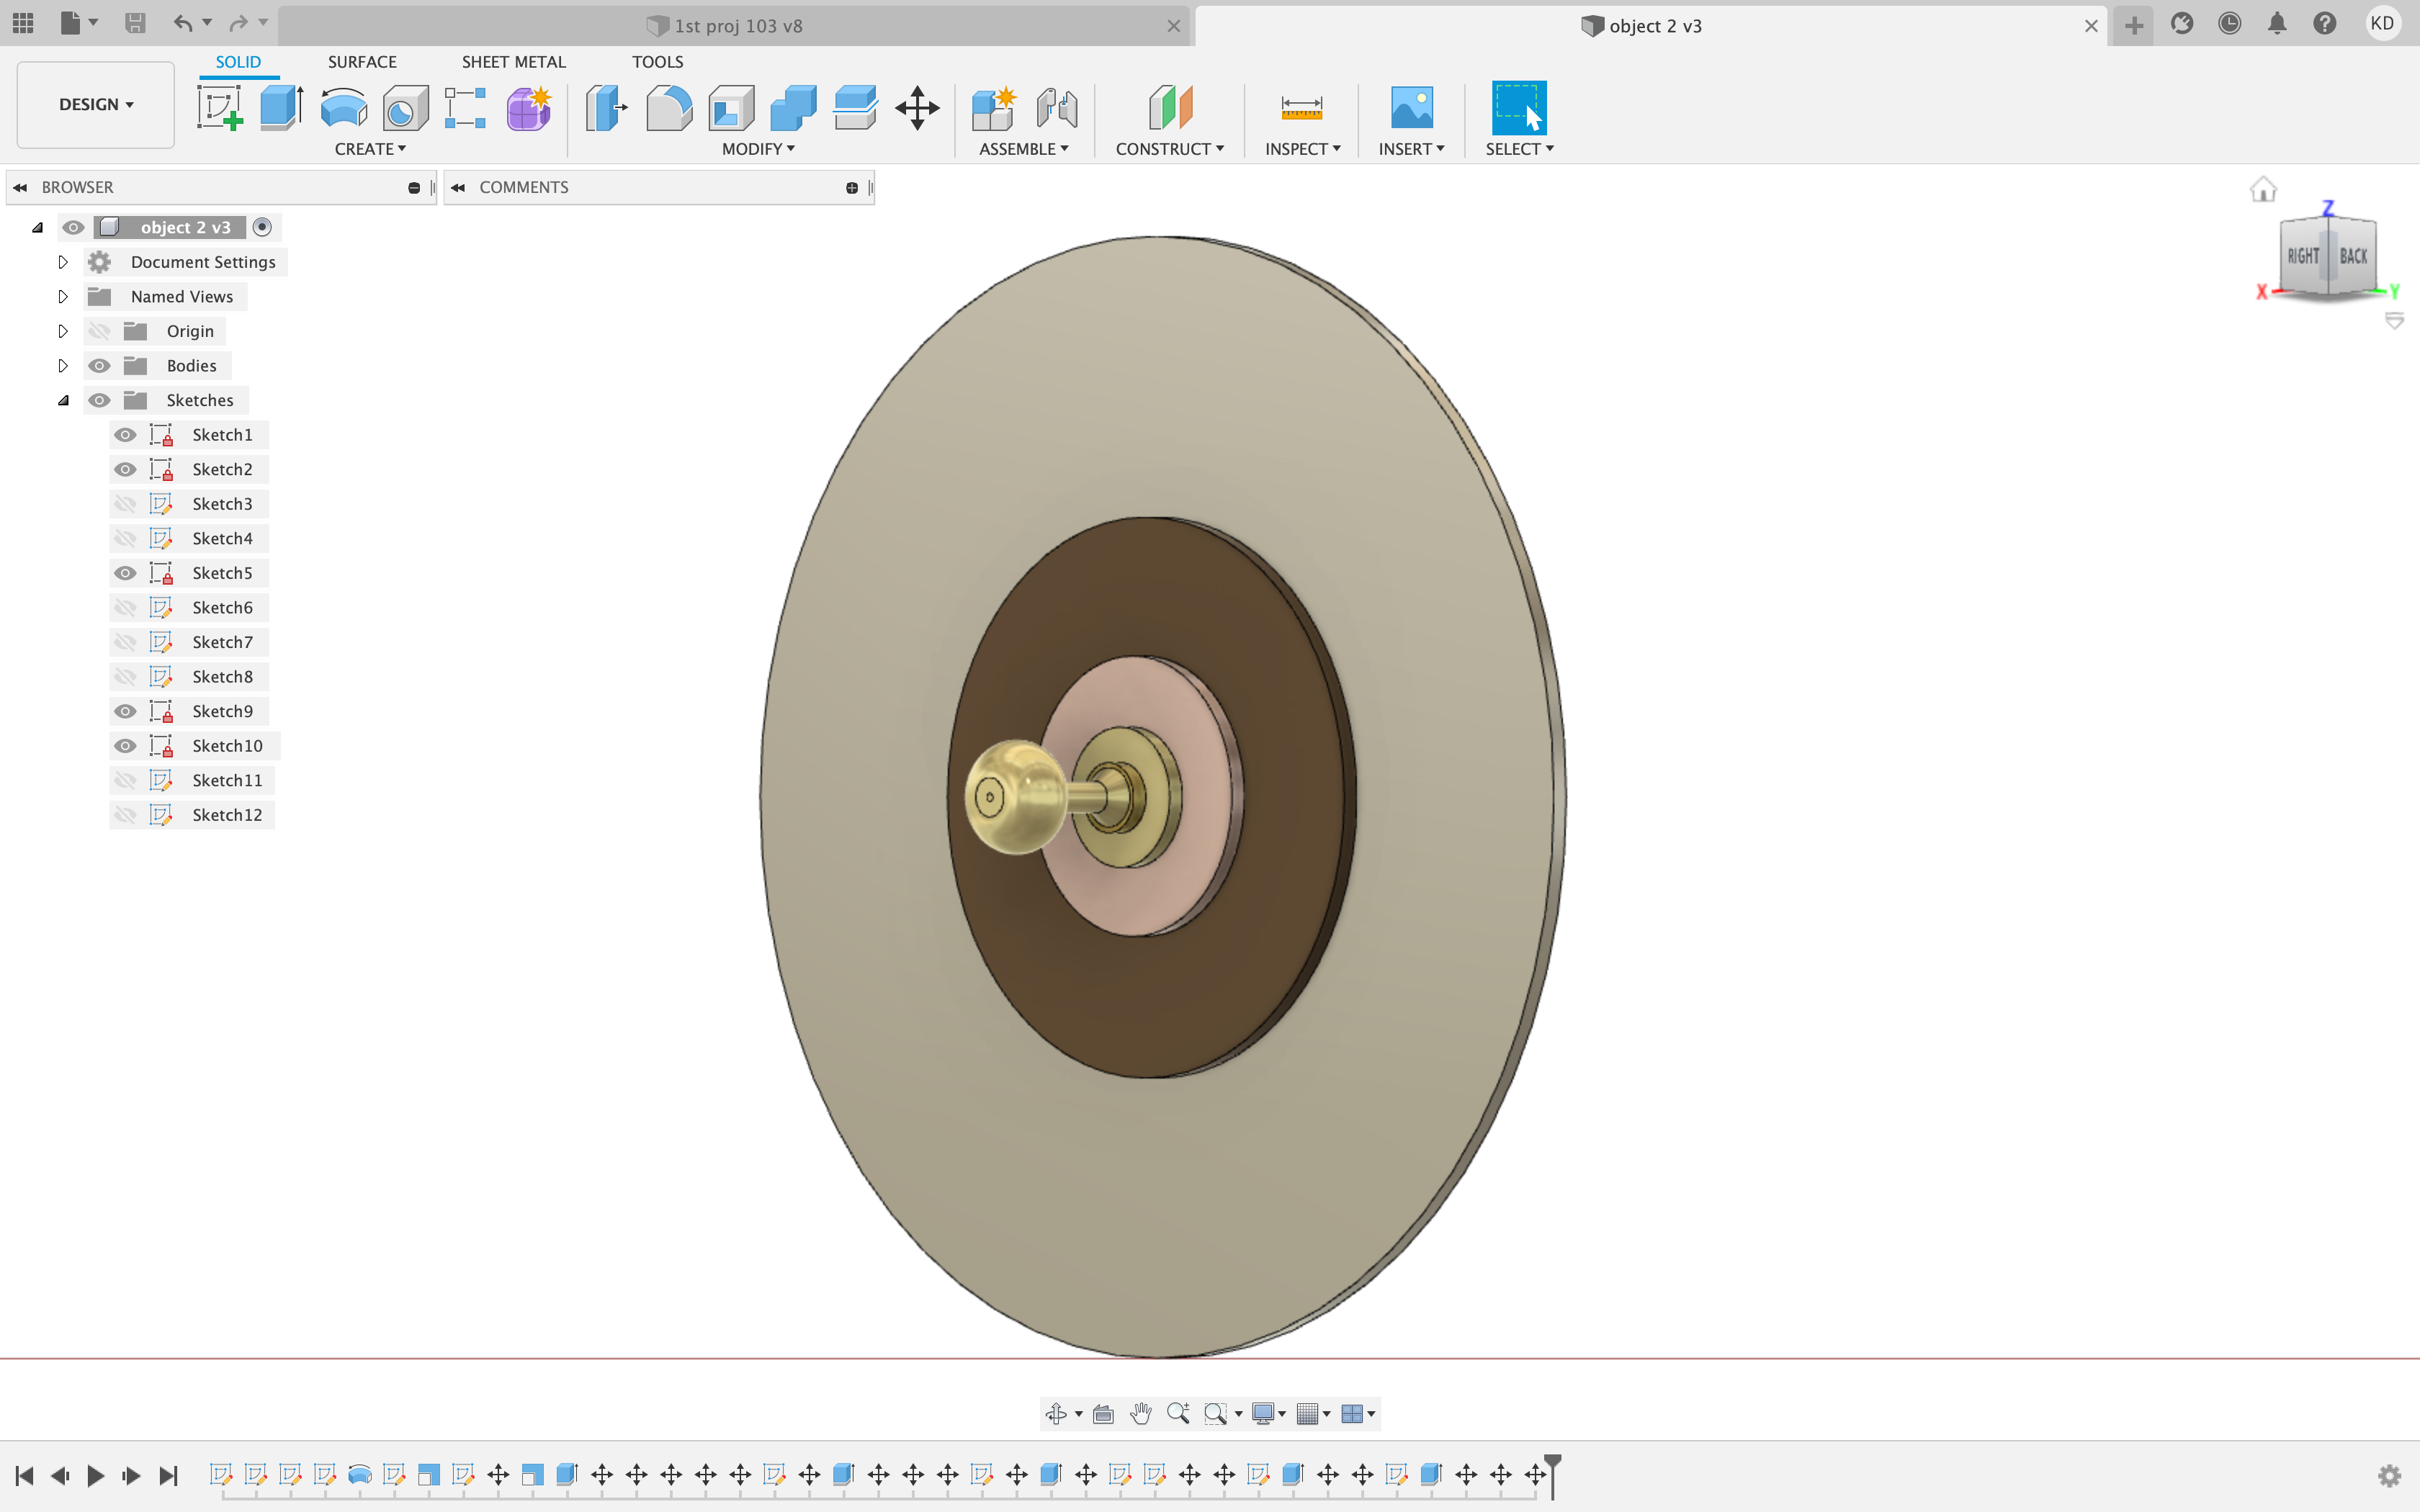 1st proj 103 v8
object 2 v3
KD
DESIGN
SOLID
SURFACE
SHEET METAL
TOOLS
CREATE
MODIFY
ASSEMBLE
CONSTRUCT
INSPECT
INSERT
SELECT
BROWSER
COMMENTS
object 2 v3
Document Settings
Named Views
Origin
Bodies
Sketches
Sketch1
Sketch2
Sketch3
Sketch4
Sketch5
Sketch6
Sketch7
Sketch8
Sketch9
Sketch10
Sketch11
Sketch12
Z
RIGHT
BACK
X
Y